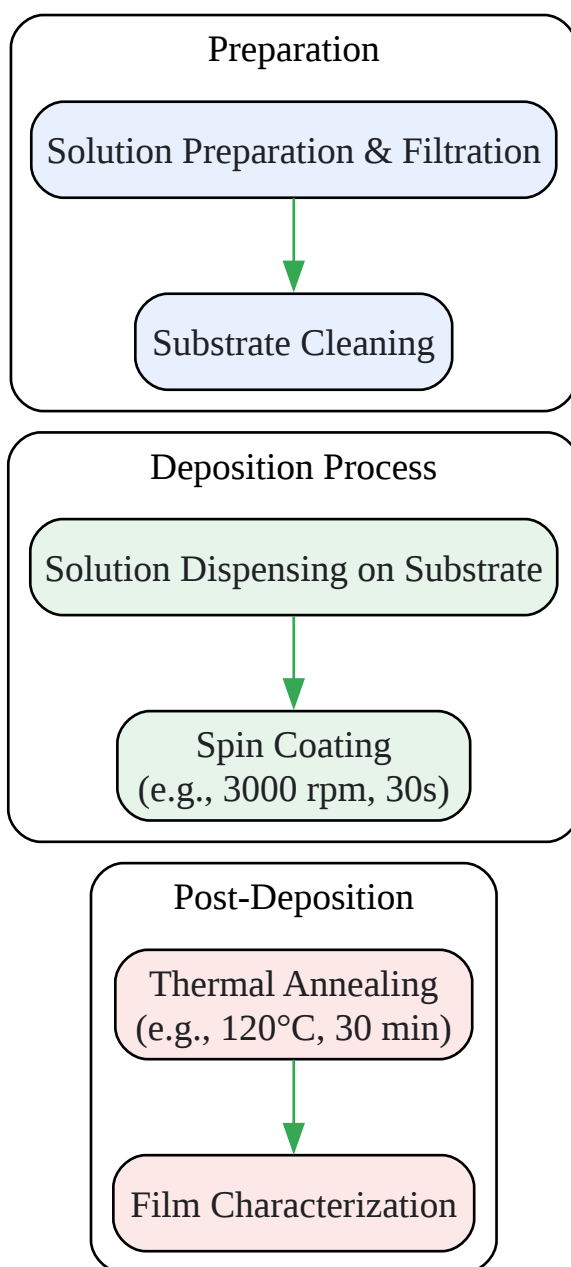 Preparation
Solution Preparation & Filtration
Substrate Cleaning
Deposition Process
Solution Dispensing on Substrate
Spin Coating
(e.g., 3000 rpm, 30s)
Post-Deposition
Thermal Annealing
(e.g., 120°C, 30 min)
Film Characterization